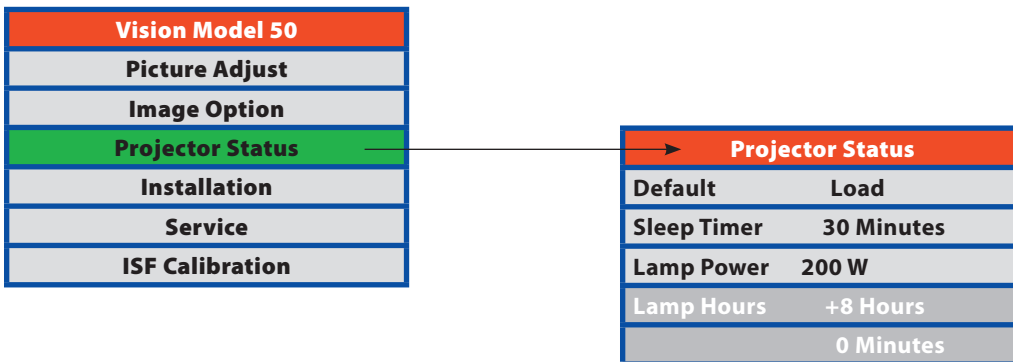 Vision Model 50
Picture Adjust
Image Option
Projector Status
Installation
Service
ISF Calibration
Projector Status
Default Load
Sleep Timer 30 Minutes
Lamp Power 200 W
Lamp Hours +8 Hours
0 Minutes